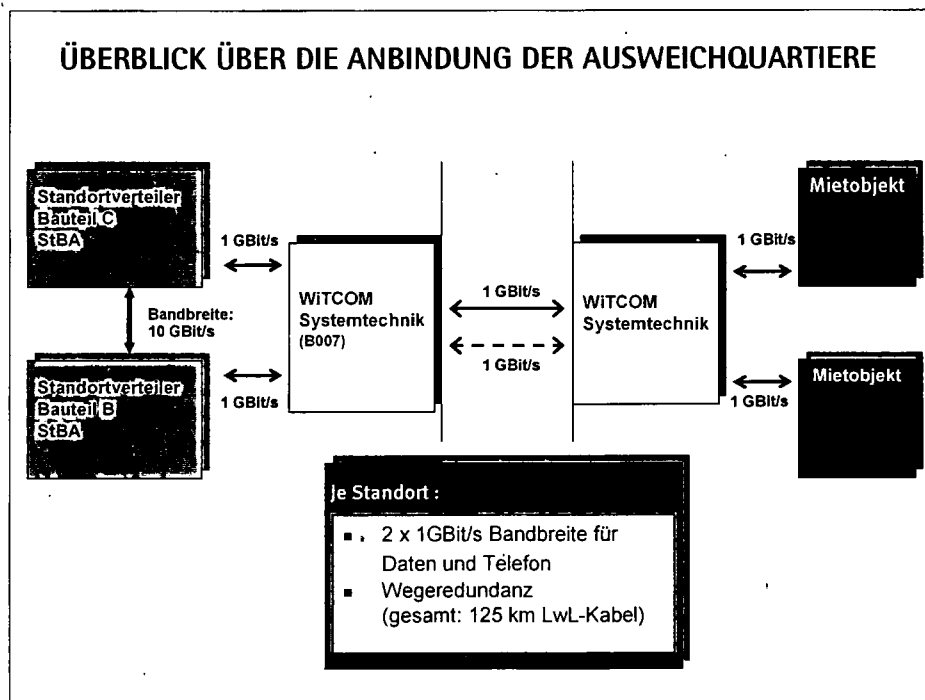 ÜBERBLICK ÜBER DIE ANBINDUNG DER AUSWEICHQUARTIERE
Standortverteiler
Bauteil C
StBA
1 GBit/s
Bandbreite:
10 GBit/s
Standortverteiler
Bauteil B
StBA
1 GBit/s
WiTCOM
Systemtechnik
(B007)
1 GBit/s
1 GBit/s
WiTCOM
Systemtechnik
1 GBit/s
Mietobjekt
1 GBit/s
Mietobjekt
Je Standort :
▪ 2 x 1GBit/s Bandbreite für
Daten und Telefon
▪ Wegeredundanz
(gesamt: 125 km LwL-Kabel)